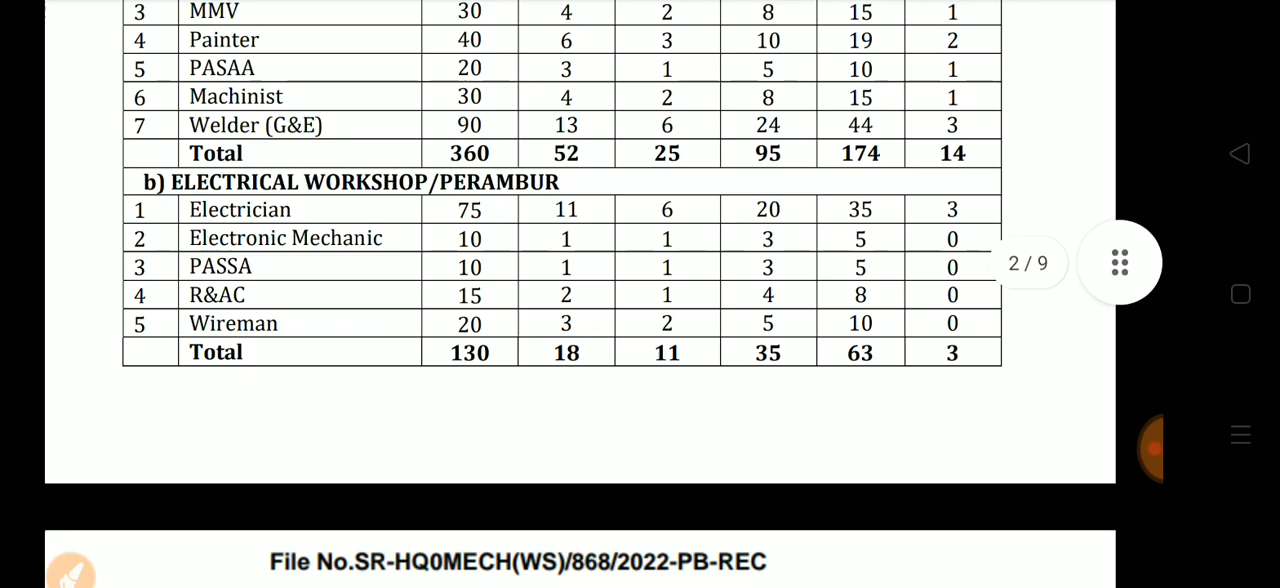 3 MMV 30 4 2 8 15 1
4 Painter 40 6 3 10 19 2
5 PASAA 20 3 1 5 10 1
6 Machinist 30 4 2 8 15 1
7 Welder (G&E) 90 13 6 24 44 3
Total 360 52 25 95 174 14
b) ELECTRICAL WORKSHOP/PERAMBUR
1 Electrician 75 11 6 20 35 3
2 Electronic Mechanic 10 1 1 3 5 0
3 PASSA 10 1 1 3 5 0
4 R&AC 15 2 1 4 8 0
5 Wireman 20 3 2 5 10 0
Total 130 18 11 35 63 3
2 / 9
File No.SR-HQ0MECH(WS)/868/2022-PB-REC